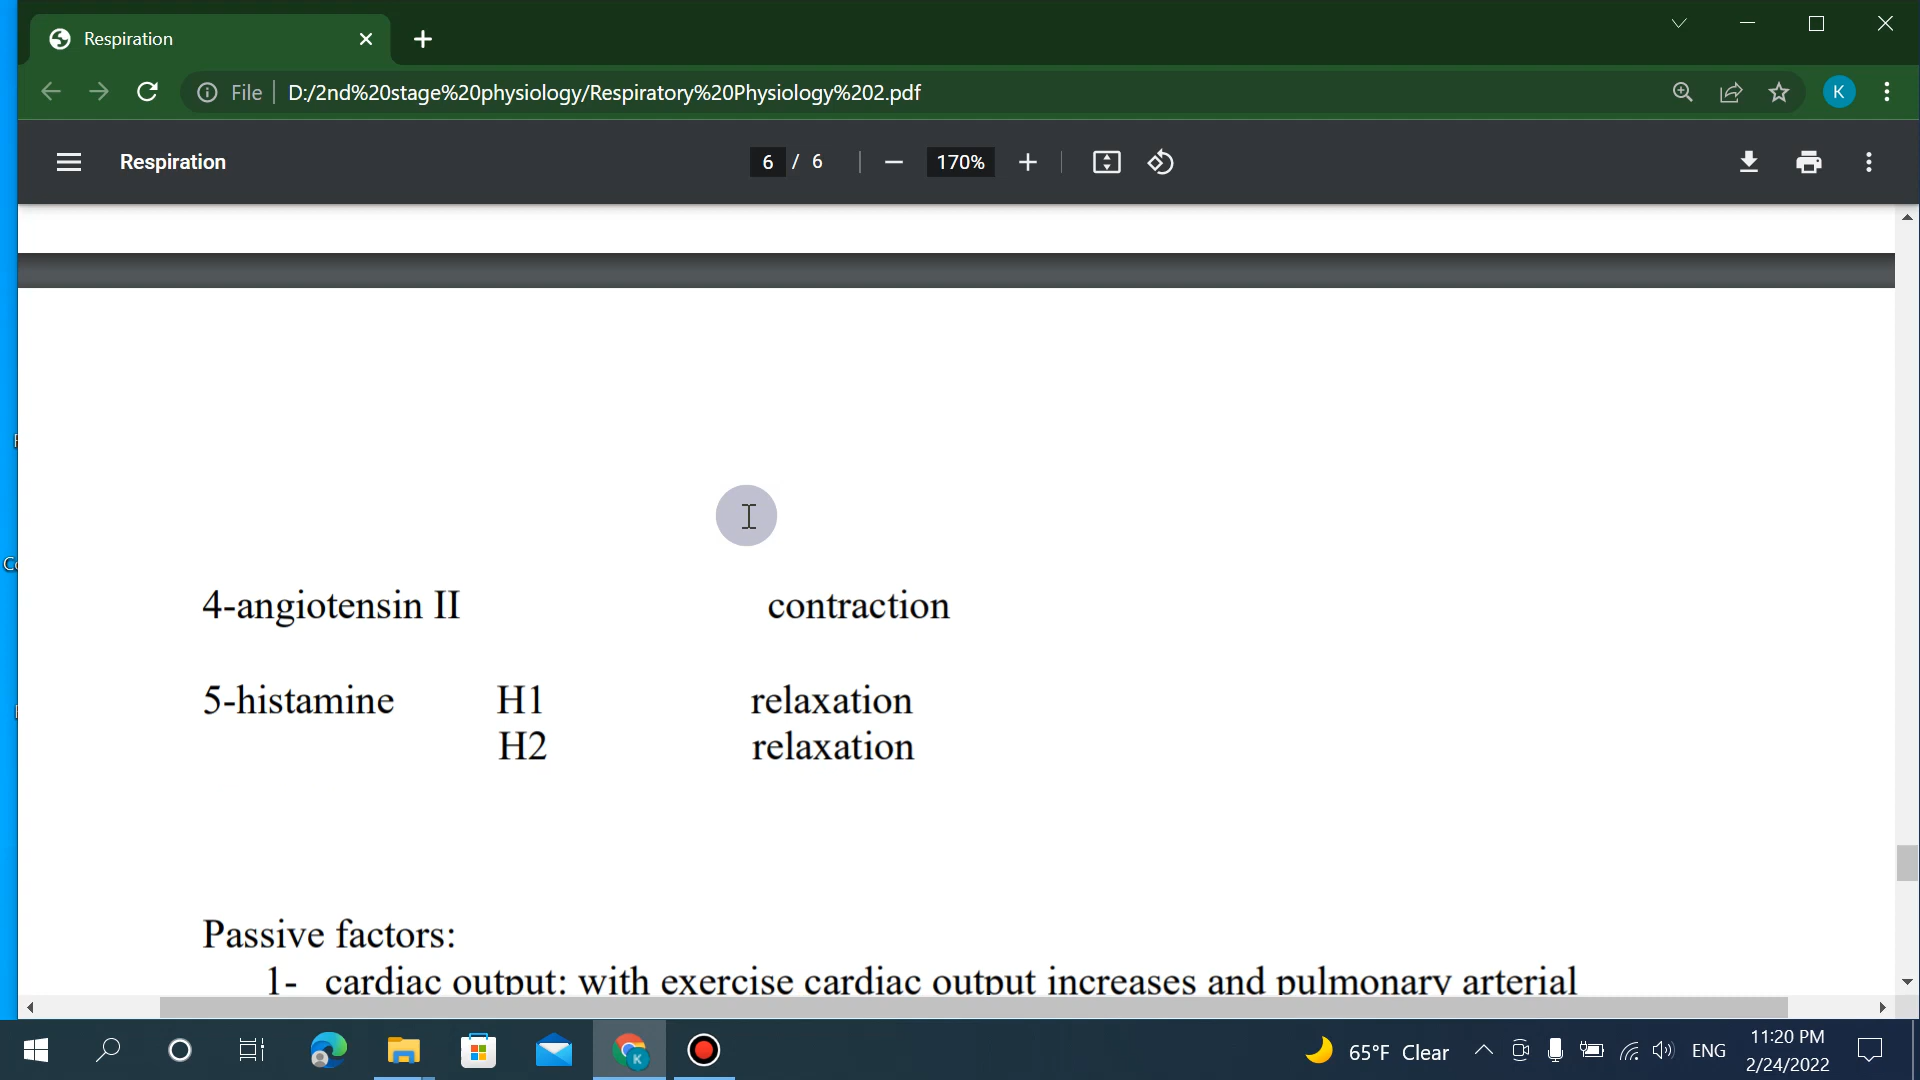 Respiration
File D:/2nd%20stage%20physiology/Respiratory%20Physiology%202.pdf
K
Respiration
6 / 6
170%
4-angiotensin II contraction
5-histamine H1 relaxation
H2 relaxation
Passive factors:
1- cardiac output: with exercise cardiac output increases and pulmonary arterial
K
65°F Clear
ENG
11:20 PM
2/24/2022